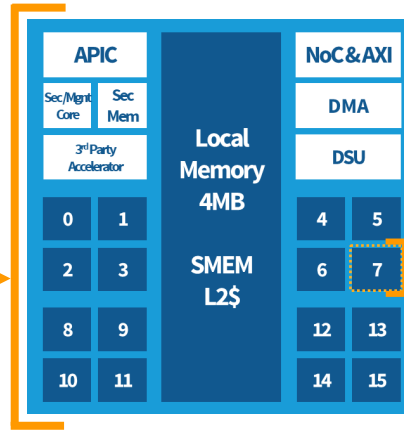 APIC
Sec/Mgnt
Core
Sec
Mem
3rd Party
Accelerator
0
1
2
3
8
9
10
11
Local
Memory
4MB
SMEM
L2$
NoC & AXI
DMA
DSU
4
5
6
7
12
13
14
15